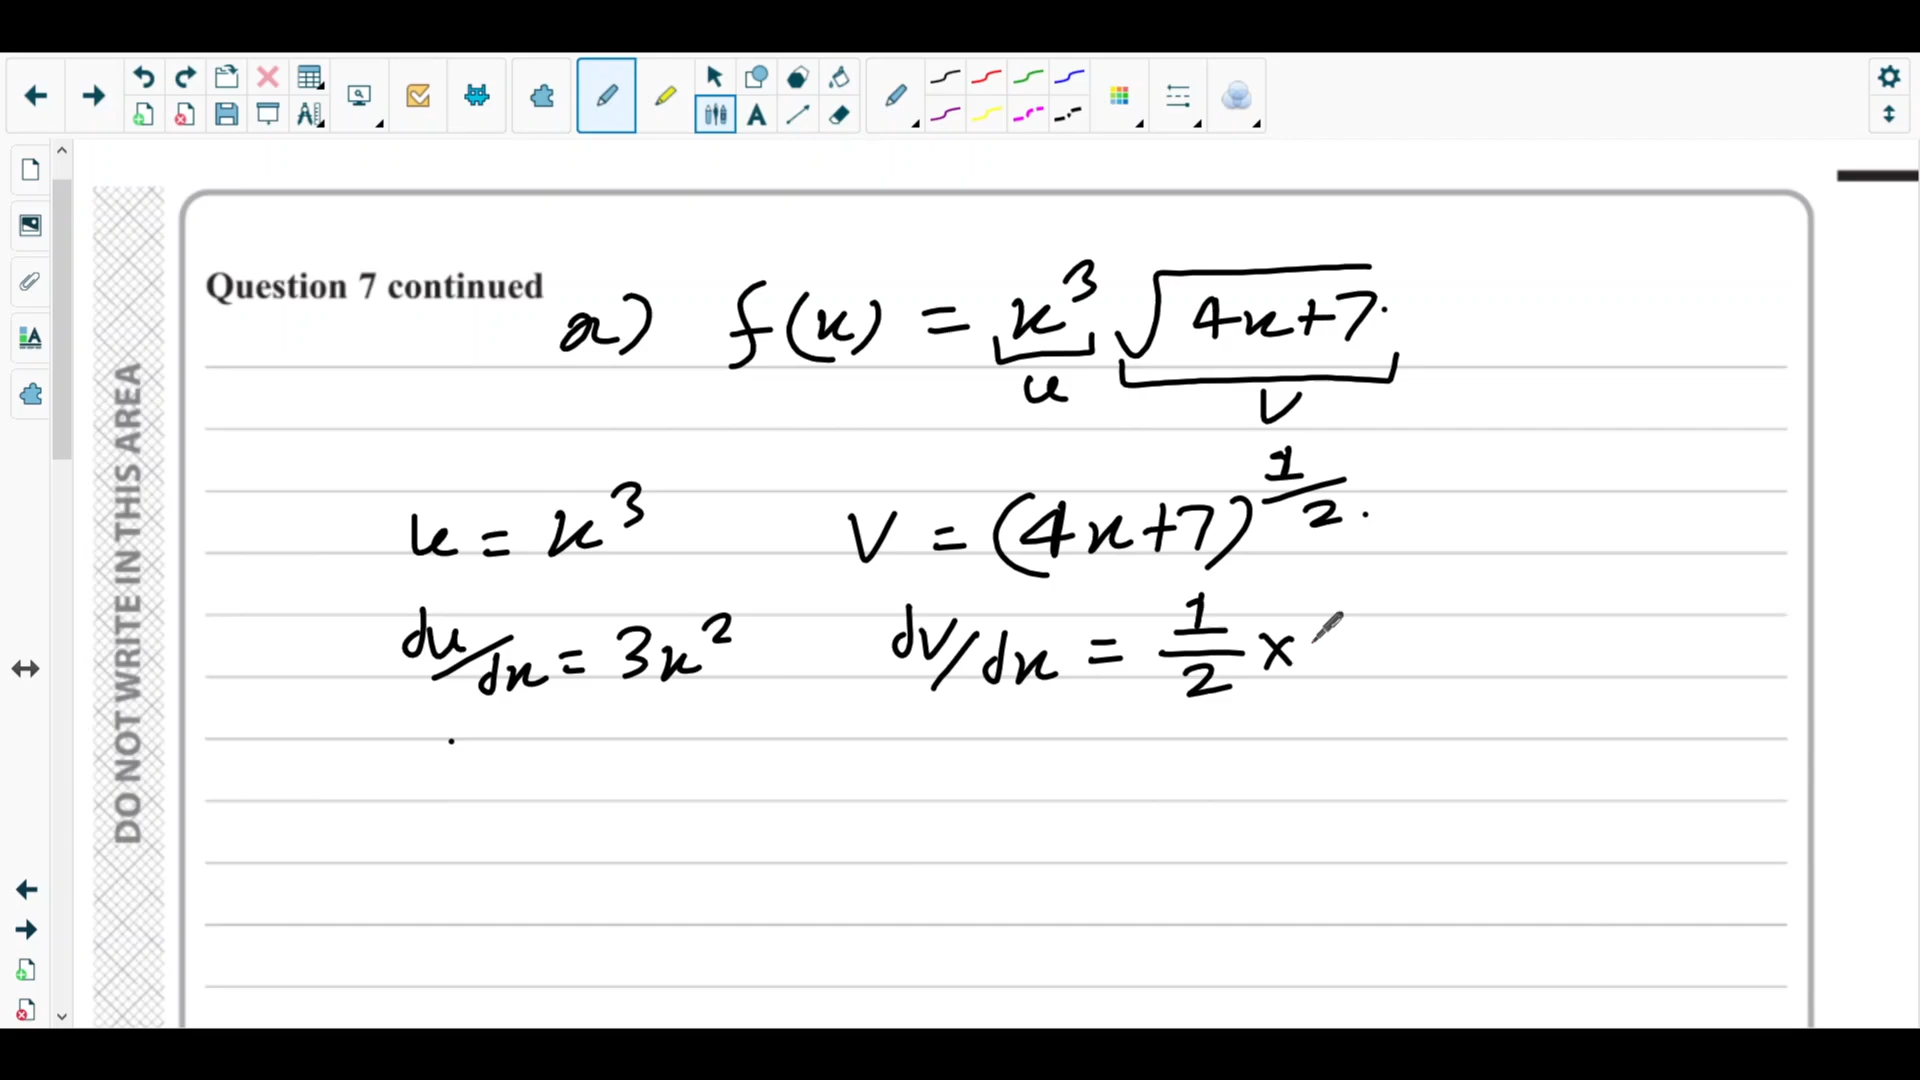 Question 7 continued
a) f(x) = x³ √(4x+7).
u v
u = x³ v = (4x+7)^1/2.
du/dx = 3x² dv/dx = 1/2 ×
DO NOT WRITE IN THIS AREA